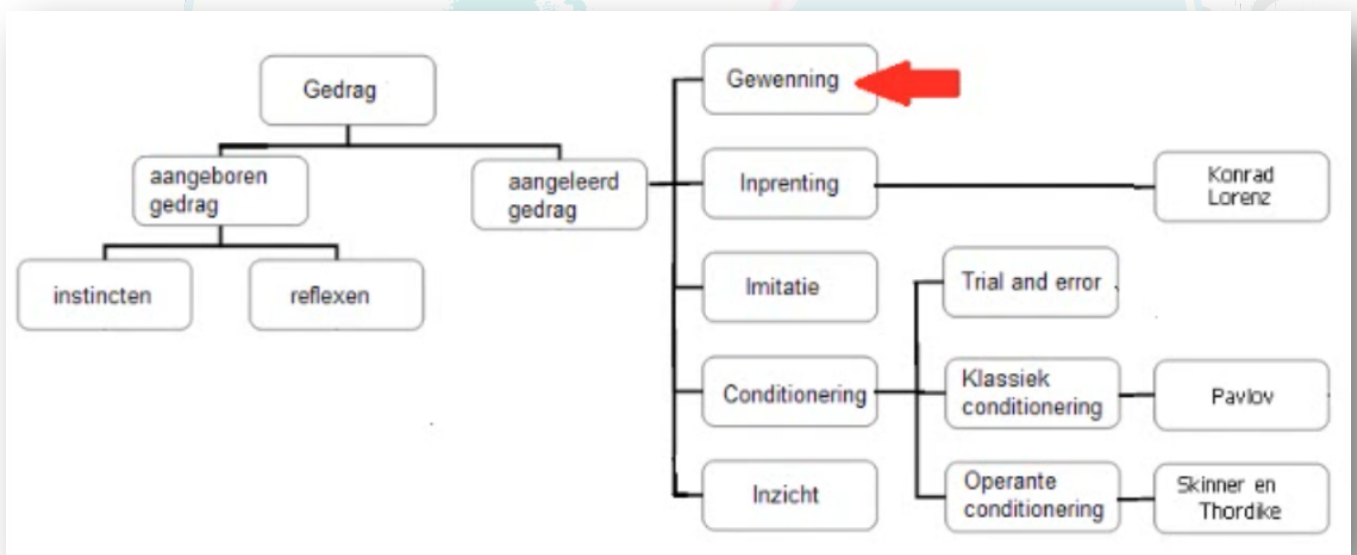 Gedrag
aangeboren
gedrag
aangeleerd
gedrag
instincten
reflexen
Gewenning
Inprenting
Konrad
Lorenz
Imitatie
Trial and error
Conditionering
Klassiek
conditionering
Pavlov
Inzicht
Operante
conditionering
Skinner en
Thordike